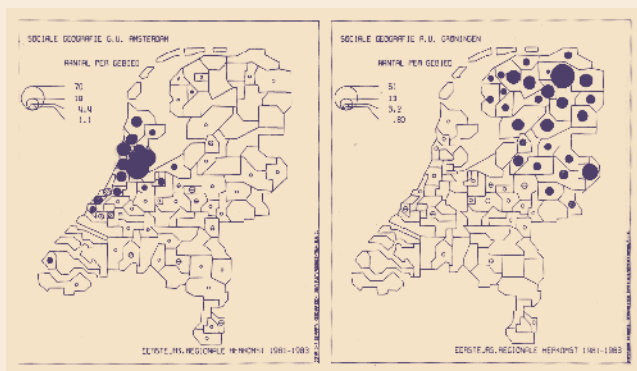 SOCIALE GEOGRAFIE G.U. AMSTERDAM
AANTAL PER GEBIED
70
18
4.4
1.1
EERSTEJRS.REGIONALE HERKOMST 1981-1983
SOCIALE GEOGRAFIE R.U. GRONINGEN
AANTAL PER GEBIED
51
13
3.2
.80
EERSTEJRS.REGIONALE HERKOMST 1981-1983